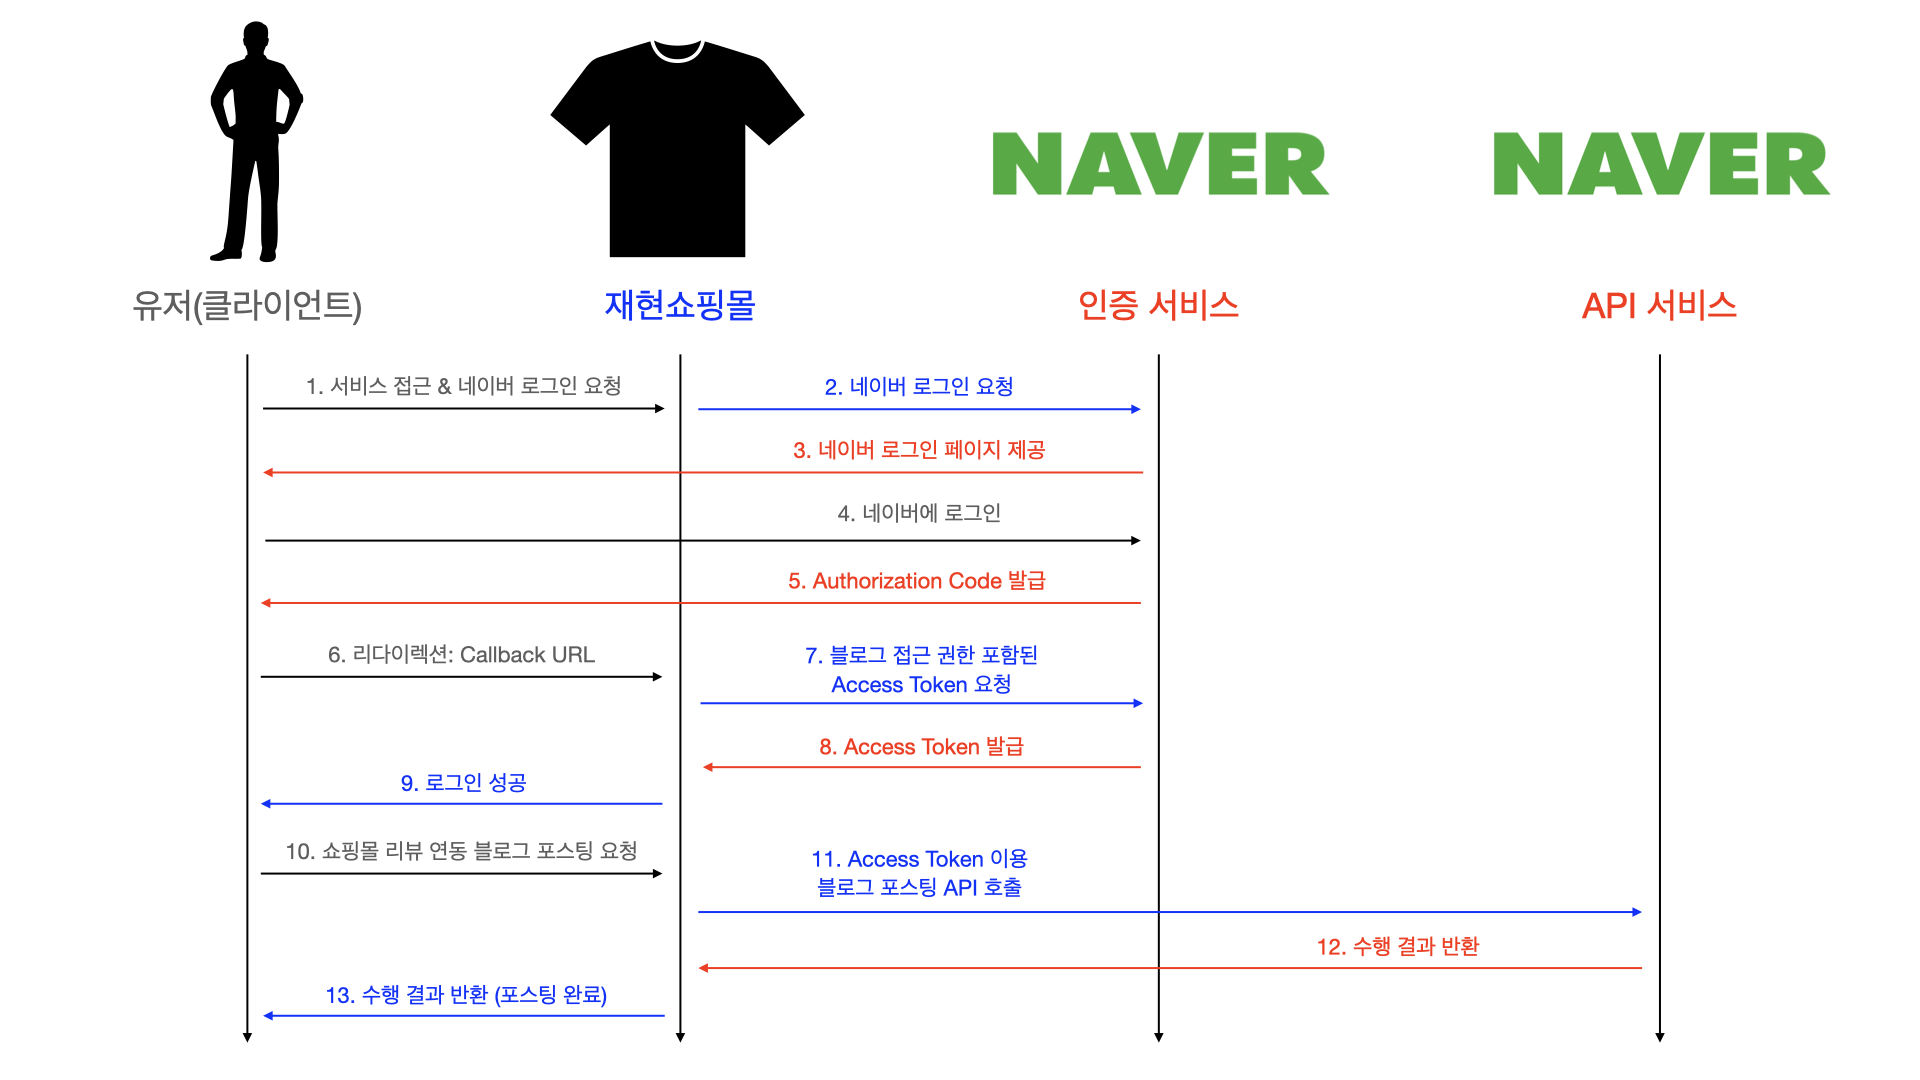 NAVER
NAVER
유저(클라이언트)
재현쇼핑몰
인증 서비스
API 서비스
1. 서비스 접근 & 네이버 로그인 요청
2. 네이버 로그인 요청
3. 네이버 로그인 페이지 제공
4. 네이버에 로그인
5. Authorization Code 발급
6. 리다이렉션: Callback URL
7. 블로그 접근 권한 포함된
Access Token 요청
8. Access Token 발급
9. 로그인 성공
10. 쇼핑몰 리뷰 연동 블로그 포스팅 요청
11. Access Token 이용
블로그 포스팅 API 호출
12. 수행 결과 반환
13. 수행 결과 반환 (포스팅 완료)